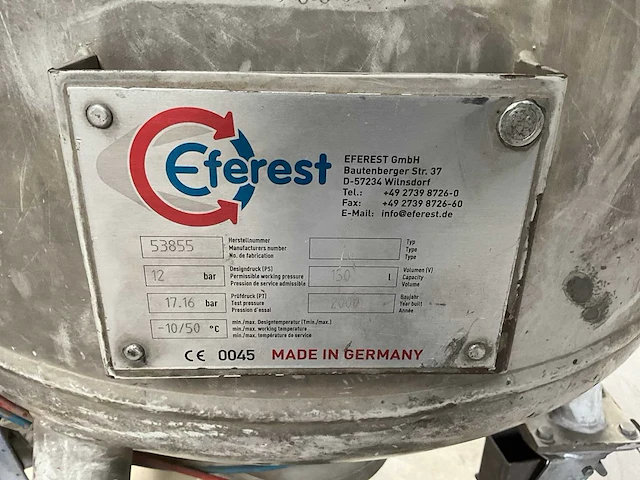 Eferest
EFEREST GmbH
Bautenberger Str. 37
D-57234 Wilnsdorf
Tel.: +49 2739 8726-0
Fax: +49 2739 8726-60
E-Mail: info@eferest.de
53855
Herstellnummer
Manufacturers number
No. de fabrication
Typ
Type
Type
12 bar
Designdruck (PS)
Permissible working pressure
Pression de service admissible
l
Volumen (V)
Capacity
Volume
17.16 bar
Prüfdruck (PT)
Test pressure
Pression d'essai
Baujahr
Year built
Année
-10/50 °C
min./max. Designtemperatur (Tmin./max.)
min./max. working temperature
min./max. température de service
CE 0045 MADE IN GERMANY